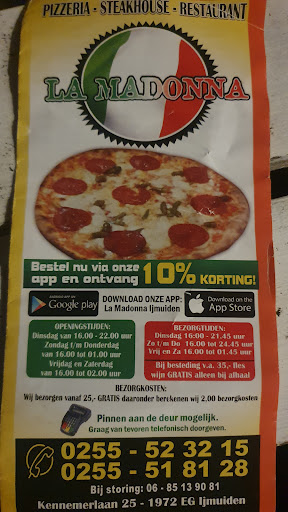 PIZZERIA - STEAKHOUSE - RESTAURANT
LA MADONNA
Bestel nu via onze
app en ontvang 10% KORTING!
ANDROID APP ON
Google play
DOWNLOAD ONZE APP:
La Madonna Ijmuiden
Download on the
App Store
OPENINGSTIJDEN:
Dinsdag van 16.00 - 22.00 uur
Zondag t/m Donderdag
van 16.00 tot 01.00 uur
Vrijdag en Zaterdag
van 16.00 tot 02.00 uur
BEZORGTIJDEN:
Dinsdag 16:00 - 21.45 uur
Zo t/m Do 16.00 tot 24.45 uur
Vrij en Za 16.00 tot 01.45 uur
Bij besteding v.a. 35,- fles
wijn GRATIS alleen bij afhaal
BEZORGKOSTEN:
Wij bezorgen vanaf 25,- GRATIS daaronder berekenen wij 2,00 bezorgkosten
Pinnen aan de deur mogelijk.
Graag van tevoren telefonisch doorgeven.
0255 - 52 32 15
0255 - 51 81 28
Bij storing: 06 - 85 13 90 81
Kennemerlaan 25 - 1972 EG Ijmuiden